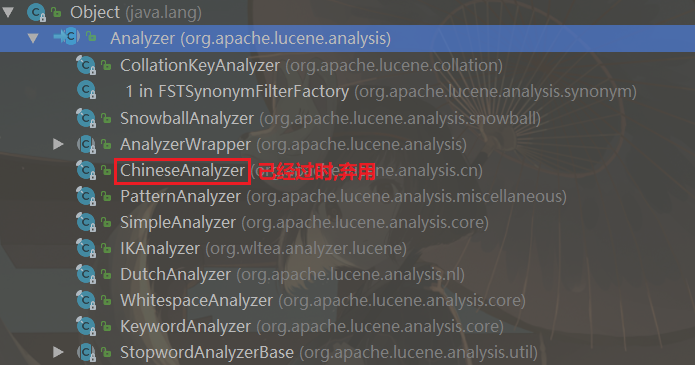 Object (java.lang)
Analyzer (org.apache.lucene.analysis)
CollationKeyAnalyzer (org.apache.lucene.collation)
1 in FSTSynonymFilterFactory (org.apache.lucene.analysis.synonym)
SnowballAnalyzer (org.apache.lucene.analysis.snowball)
AnalyzerWrapper (org.apache.lucene.analysis)
ChineseAnalyzer (org.apache.lucene.analysis.cn) 已经过时,弃用
PatternAnalyzer (org.apache.lucene.analysis.miscellaneous)
SimpleAnalyzer (org.apache.lucene.analysis.core)
IKAnalyzer (org.wltea.analyzer.lucene)
DutchAnalyzer (org.apache.lucene.analysis.nl)
WhitespaceAnalyzer (org.apache.lucene.analysis.core)
KeywordAnalyzer (org.apache.lucene.analysis.core)
StopwordAnalyzerBase (org.apache.lucene.analysis.util)